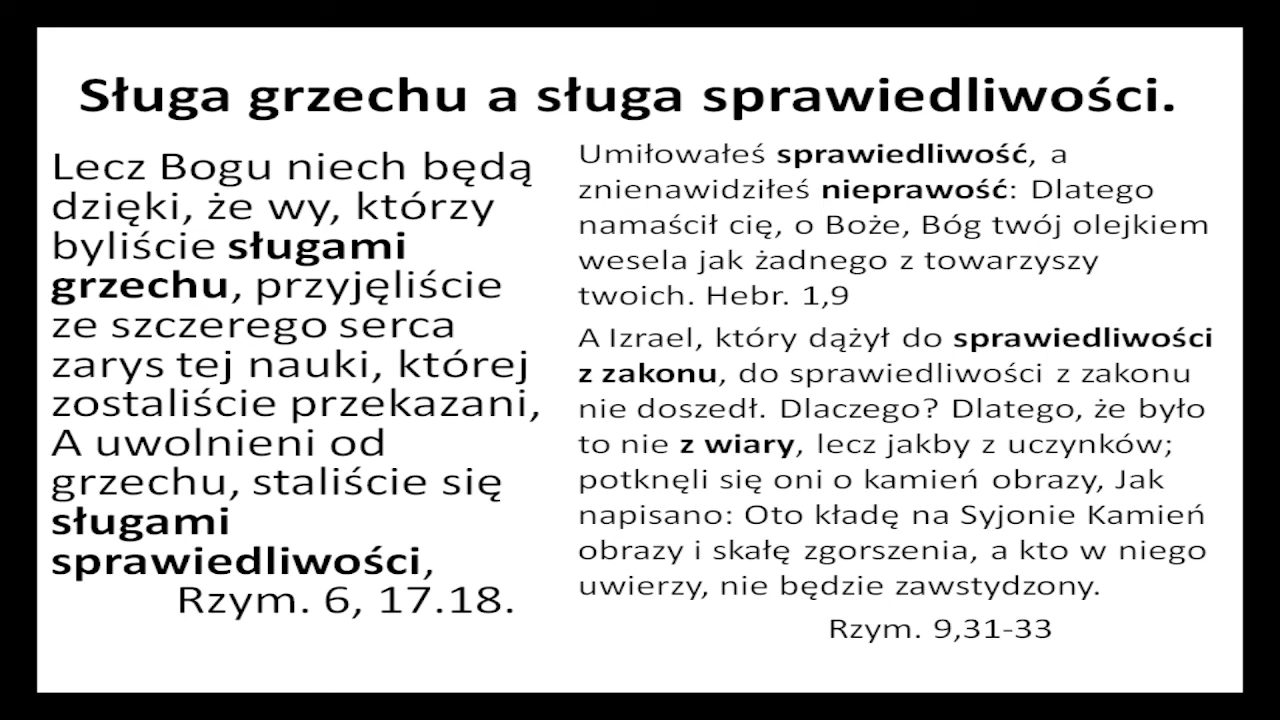 Sługa grzechu a sługa sprawiedliwości.
Lecz Bogu niech będą
dzięki, że wy, którzy
byliście sługami
grzechu, przyjęliście
ze szczerego serca
zarys tej nauki, której
zostaliście przekazani,
A uwolnieni od
grzechu, staliście się
sługami
sprawiedliwości,
Rzym. 6, 17.18.
Umiłowałeś sprawiedliwość, a
znienawidziłeś nieprawość: Dlatego
namaścił cię, o Boże, Bóg twój olejkiem
wesela jak żadnego z towarzyszy
twoich. Hebr. 1,9
A Izrael, który dążył do sprawiedliwości
z zakonu, do sprawiedliwości z zakonu
nie doszedł. Dlaczego? Dlatego, że było
to nie z wiary, lecz jakby z uczynków;
potknęli się oni o kamień obrazy, Jak
napisano: Oto kładę na Syjonie Kamień
obrazy i skałę zgorszenia, a kto w niego
uwierzy, nie będzie zawstydzony.
Rzym. 9,31-33